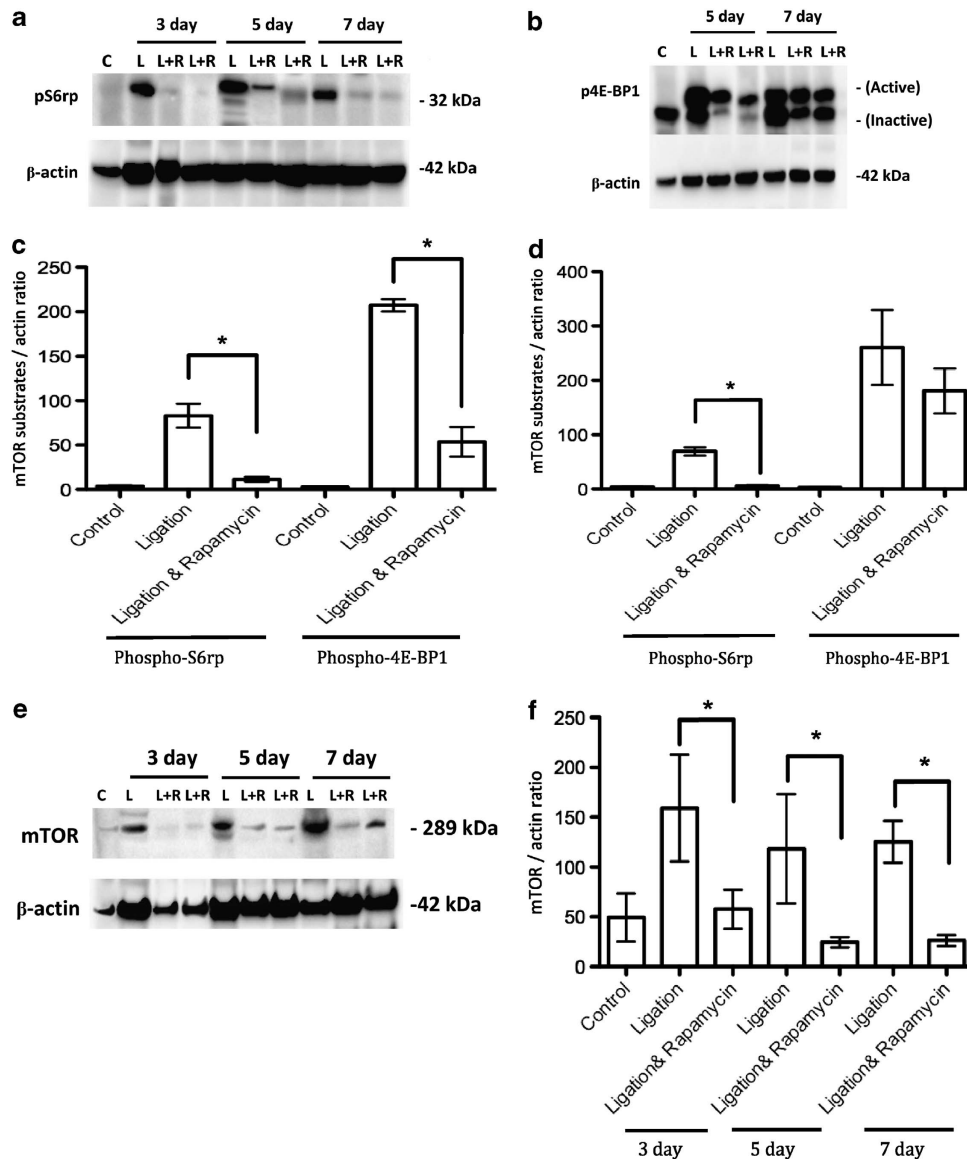 a
3 day 5 day 7 day
C L L+R L+R L L+R L+R L L+R L+R
pS6rp
- 32 kDa
β-actin
-42 kDa
b
5 day 7 day
C L L+R L+R L L+R L+R
p4E-BP1
- (Active)
- (Inactive)
β-actin
-42 kDa
c
mTOR substrates / actin ratio
250
200
150
100
50
0
*
*
Control
Ligation
Ligation & Rapamycin
Control
Ligation
Ligation & Rapamycin
Phospho-S6rp
Phospho-4E-BP1
d
mTOR substrates / actin ratio
400
300
200
100
0
*
Control
Ligation
Ligation & Rapamycin
Control
Ligation
Ligation & Rapamycin
Phospho-S6rp
Phospho-4E-BP1
e
3 day 5 day 7 day
C L L+R L+R L L+R L+R L L+R L+R
mTOR
- 289 kDa
β-actin
-42 kDa
f
mTOR / actin ratio
250
200
150
100
50
0
*
*
*
Control
Ligation
Ligation& Rapamycin
Ligation
Ligation& Rapamycin
Ligation
Ligation& Rapamycin
3 day
5 day
7 day